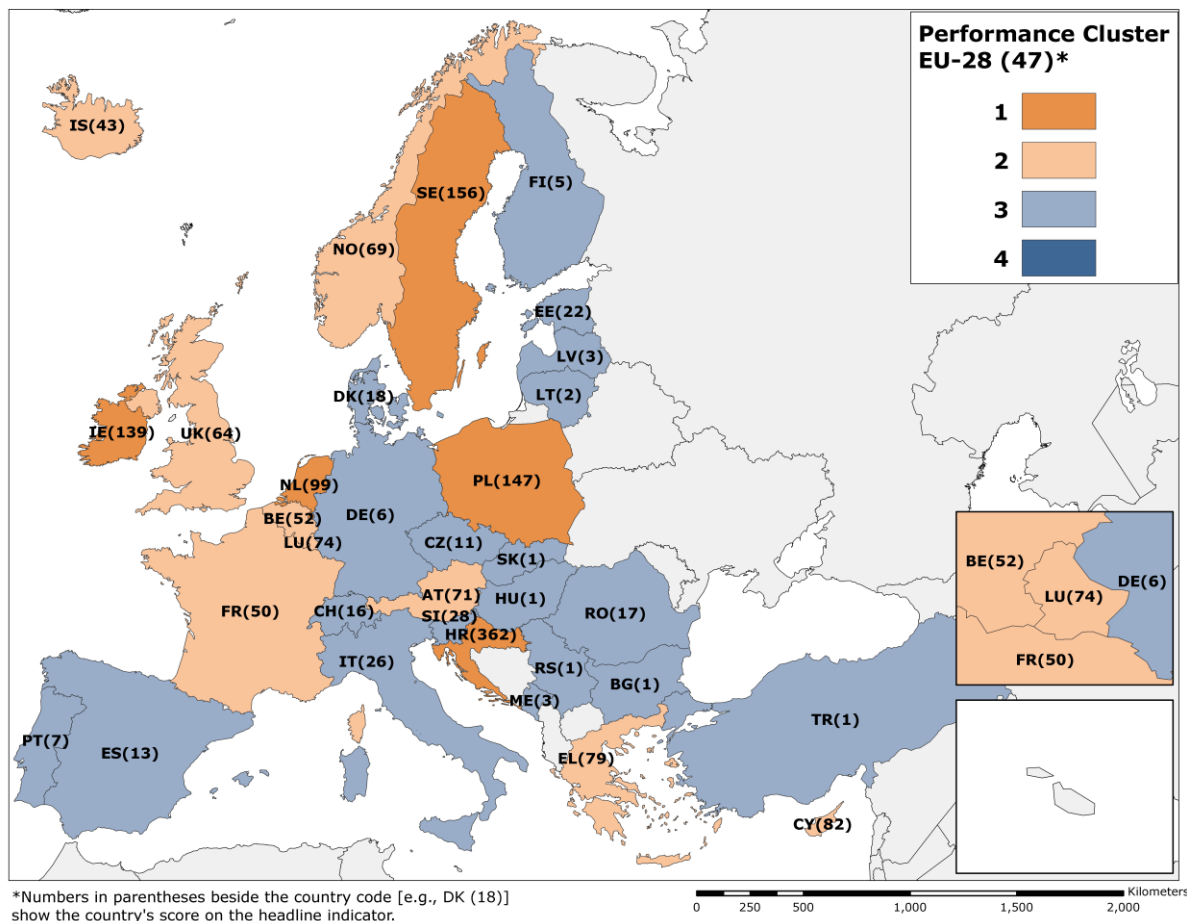 Performance Cluster
EU-28 (47)*
1
2
3
4
IS(43)
SE(156)
FI(5)
NO(69)
EE(22)
LV(3)
DK(18)
LT(2)
IE(139)
UK(64)
NL(99)
PL(147)
BE(52)
DE(6)
LU(74)
CZ(11)
SK(1)
AT(71)
HU(1)
FR(50)
CH(16)
SI(28)
RO(17)
HR(362)
IT(26)
RS(1)
BG(1)
ME(3)
TR(1)
PT(7)
ES(13)
EL(79)
CY(82)
BE(52)
DE(6)
LU(74)
FR(50)
*Numbers in parentheses beside the country code [e.g., DK (18)]
show the country's score on the headline indicator.
Kilometers
0 250 500 1,000 1,500 2,000